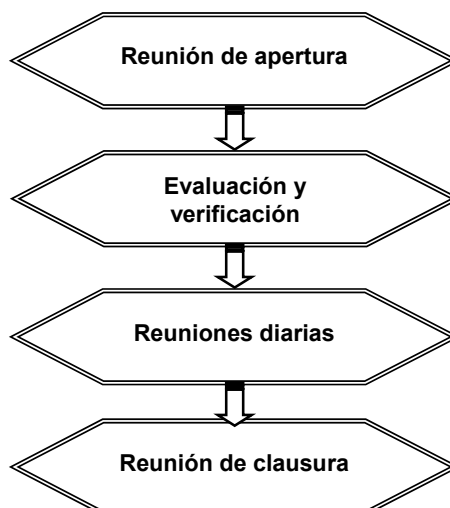 Reunión de apertura
Evaluación y
verificación
Reuniones diarias
Reunión de clausura